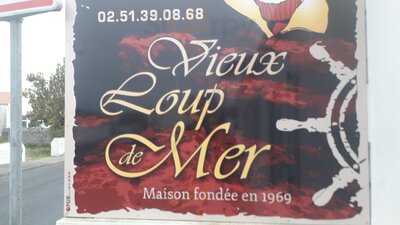 02.51.39.08.68
Vieux
Loup
de Mer
Maison fondée en 1969